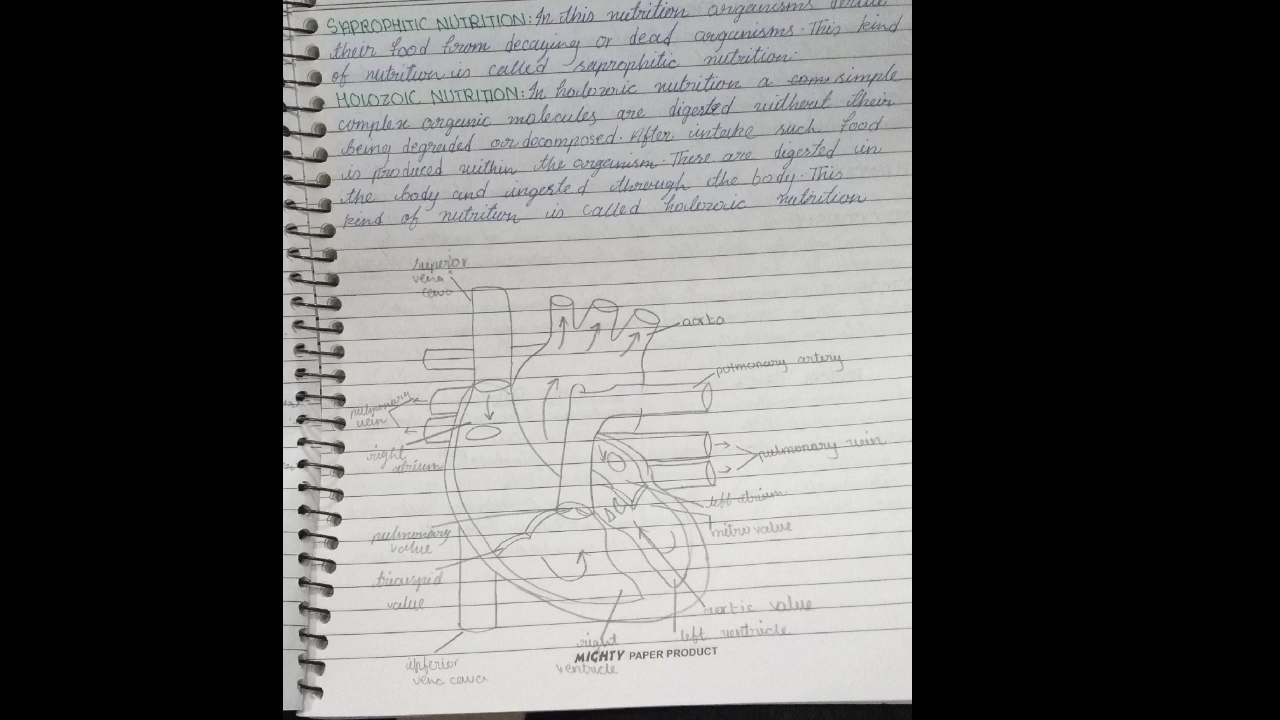 SAPROPHITIC NUTRITION: In this nutrition organisms
their food from decaying or dead organisms. This kind
of nutrition is called saprophitic nutrition.
HOLOZOIC NUTRITION: In holozoic nutrition a simple
complex organic molecules are digested without their
being degraded or decomposed. After intake such food
is produced within the organism. These are digested in
the body and ingested through the body. This
kind of nutrition is called holozoic nutrition
superior
vena
cava
aorta
pulmonary artery
pulmonary
vein
pulmonary vein
right
atrium
left atrium
mitro value
pulmonary
value
tricuspid
value
aortic value
left ventricle
right
ventricle
MIGHTY PAPER PRODUCT
inferior
vena cava